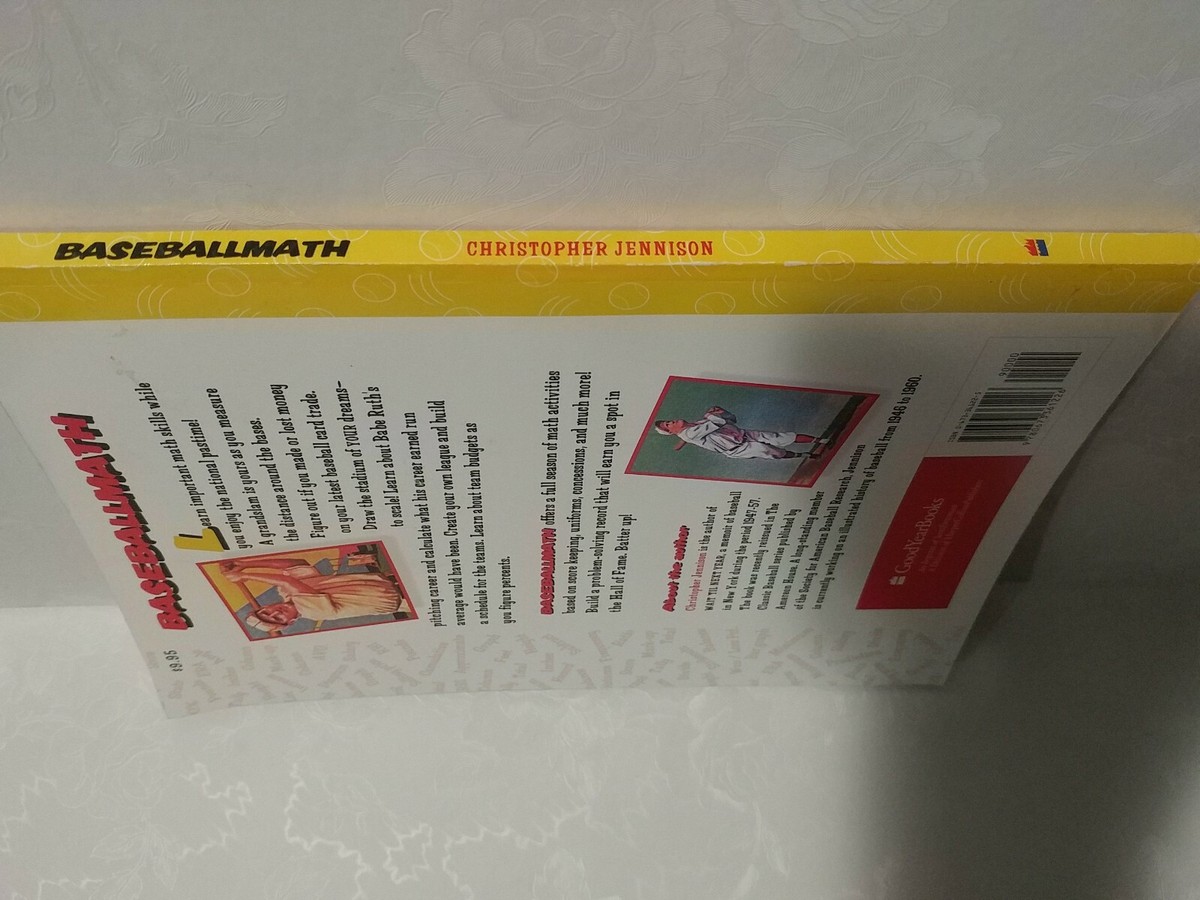 BASEBALLMATH CHRISTOPHER JENNISON
$9.95
BASEBALLMATH
Learn important math skills while
you enjoy the national pastime!
A grandslam is yours as you measure
the distance around the bases.
Figure out if you made or lost money
on your latest baseball card trade.
Draw the stadium of YOUR dreams—
to scale! Learn about Babe Ruth's
pitching career and calculate what his career earned run
average would have been. Create your own league and build
a schedule for the teams. Learn about team budgets as
you figure percents.
BASEBALLMATH offers a full season of math activities
based on score keeping, uniforms, concessions, and much more!
Build a problem-solving record that will earn you a spot in
the Hall of Fame. Batter up!
About the author
Christopher Jennison is the author of
WAIT TIL NEXT YEAR, a memoir of baseball
in New York during the period 1947-57.
The book was recently reissued in The
Classic Baseball series published by
Amereon House. A long-standing member
of the Society for American Baseball Research, Jennison
is currently working on an illustrated history of baseball from 1946 to 1960.
GoodYearBooks
90000